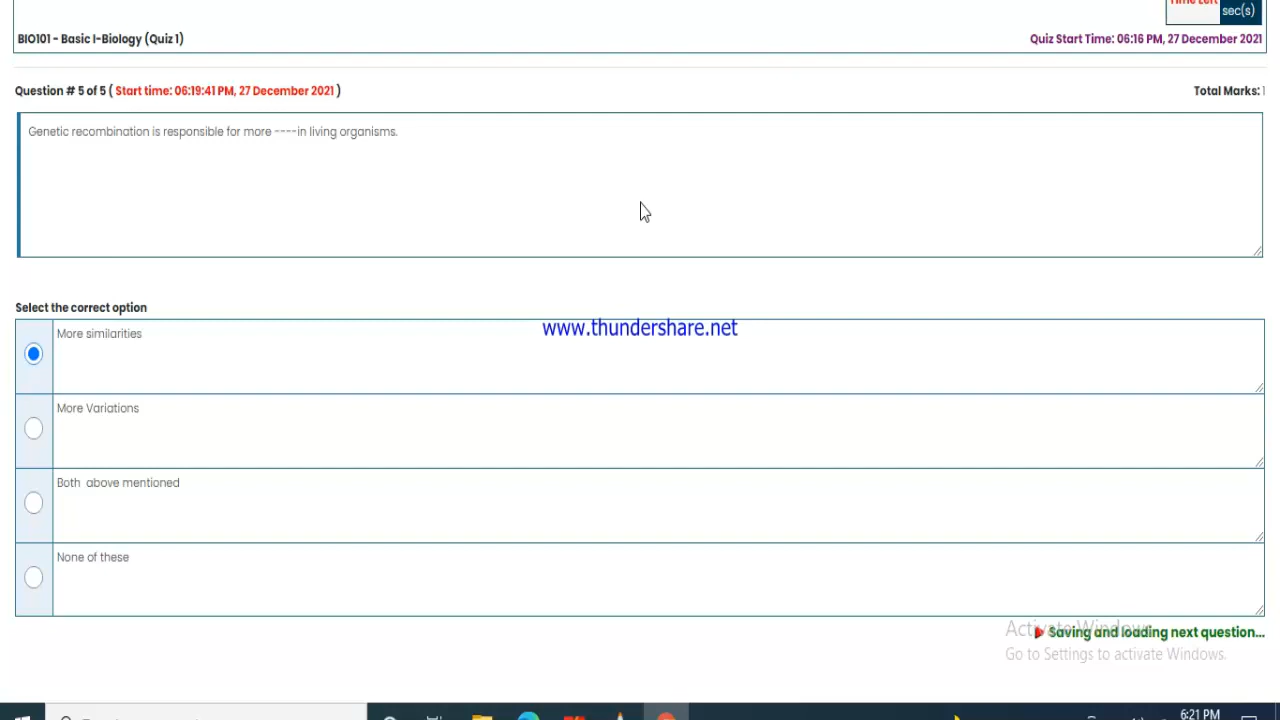 Time Left
sec(s)
BIO101 - Basic I-Biology (Quiz 1)
Quiz Start Time: 06:16 PM, 27 December 2021
Question # 5 of 5 ( Start time: 06:19:41 PM, 27 December 2021 )
Total Marks: 1
Genetic recombination is responsible for more ----in living organisms.
Select the correct option
www.thundershare.net
More similarities
More Variations
Both above mentioned
None of these
Activate Windows
Saving and loading next question...
Go to Settings to activate Windows.
6:21 PM